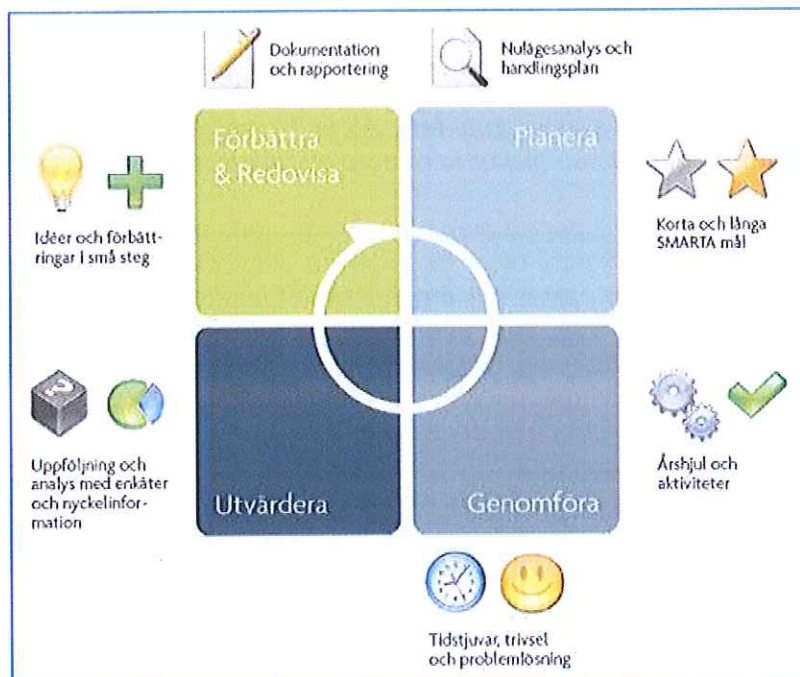 Dokumentation
och rapportering
Nulägesanalys och
handlingsplan
Förbättra
& Redovisa
Planera
Idéer och förbätt-
ringar i små steg
Korta och långa
SMARTA mål
Uppföljning och
analys med enkäter
och nyckelinfor-
mation
Utvärdera
Genomföra
Årshjul och
aktiviteter
Tidstjuvar, trivsel
och problemlösning